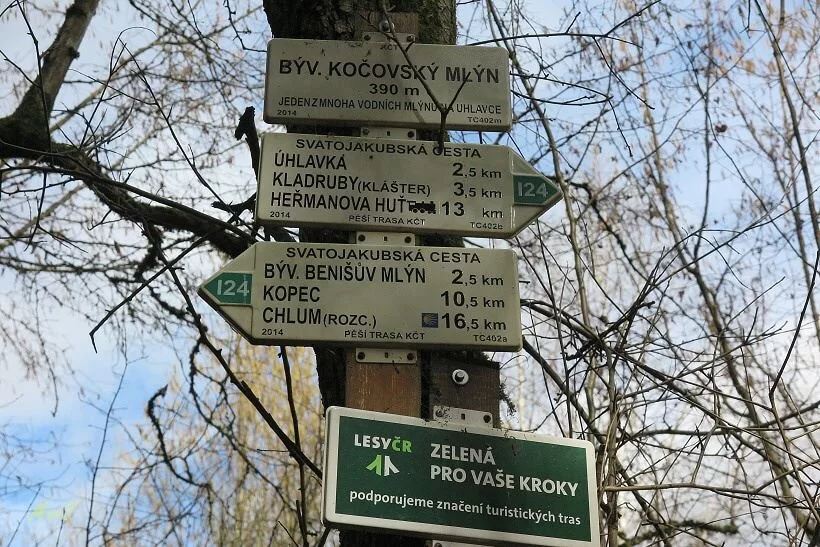 KČT
BÝV. KOČOVSKÝ MLÝN
390 m
JEDEN Z MNOHA VODNÍCH MLÝNŮ NA UHLAVCE
2014 TC402m
SVATOJAKUBSKÁ CESTA
ÚHLAVKA 2,5 km
KLADRUBY (KLÁŠTER) 3,5 km
HEŘMANOVA HUŤ 13 km
124
2014 PĚŠÍ TRASA KČT TC402b
SVATOJAKUBSKÁ CESTA
BÝV. BENIŠŮV MLÝN 2,5 km
124
KOPEC 10,5 km
CHLUM (ROZC.) 16,5 km
2014 PĚŠÍ TRASA KČT TC402a
LESYČR ZELENÁ
PRO VAŠE KROKY
podporujeme značení turistických tras